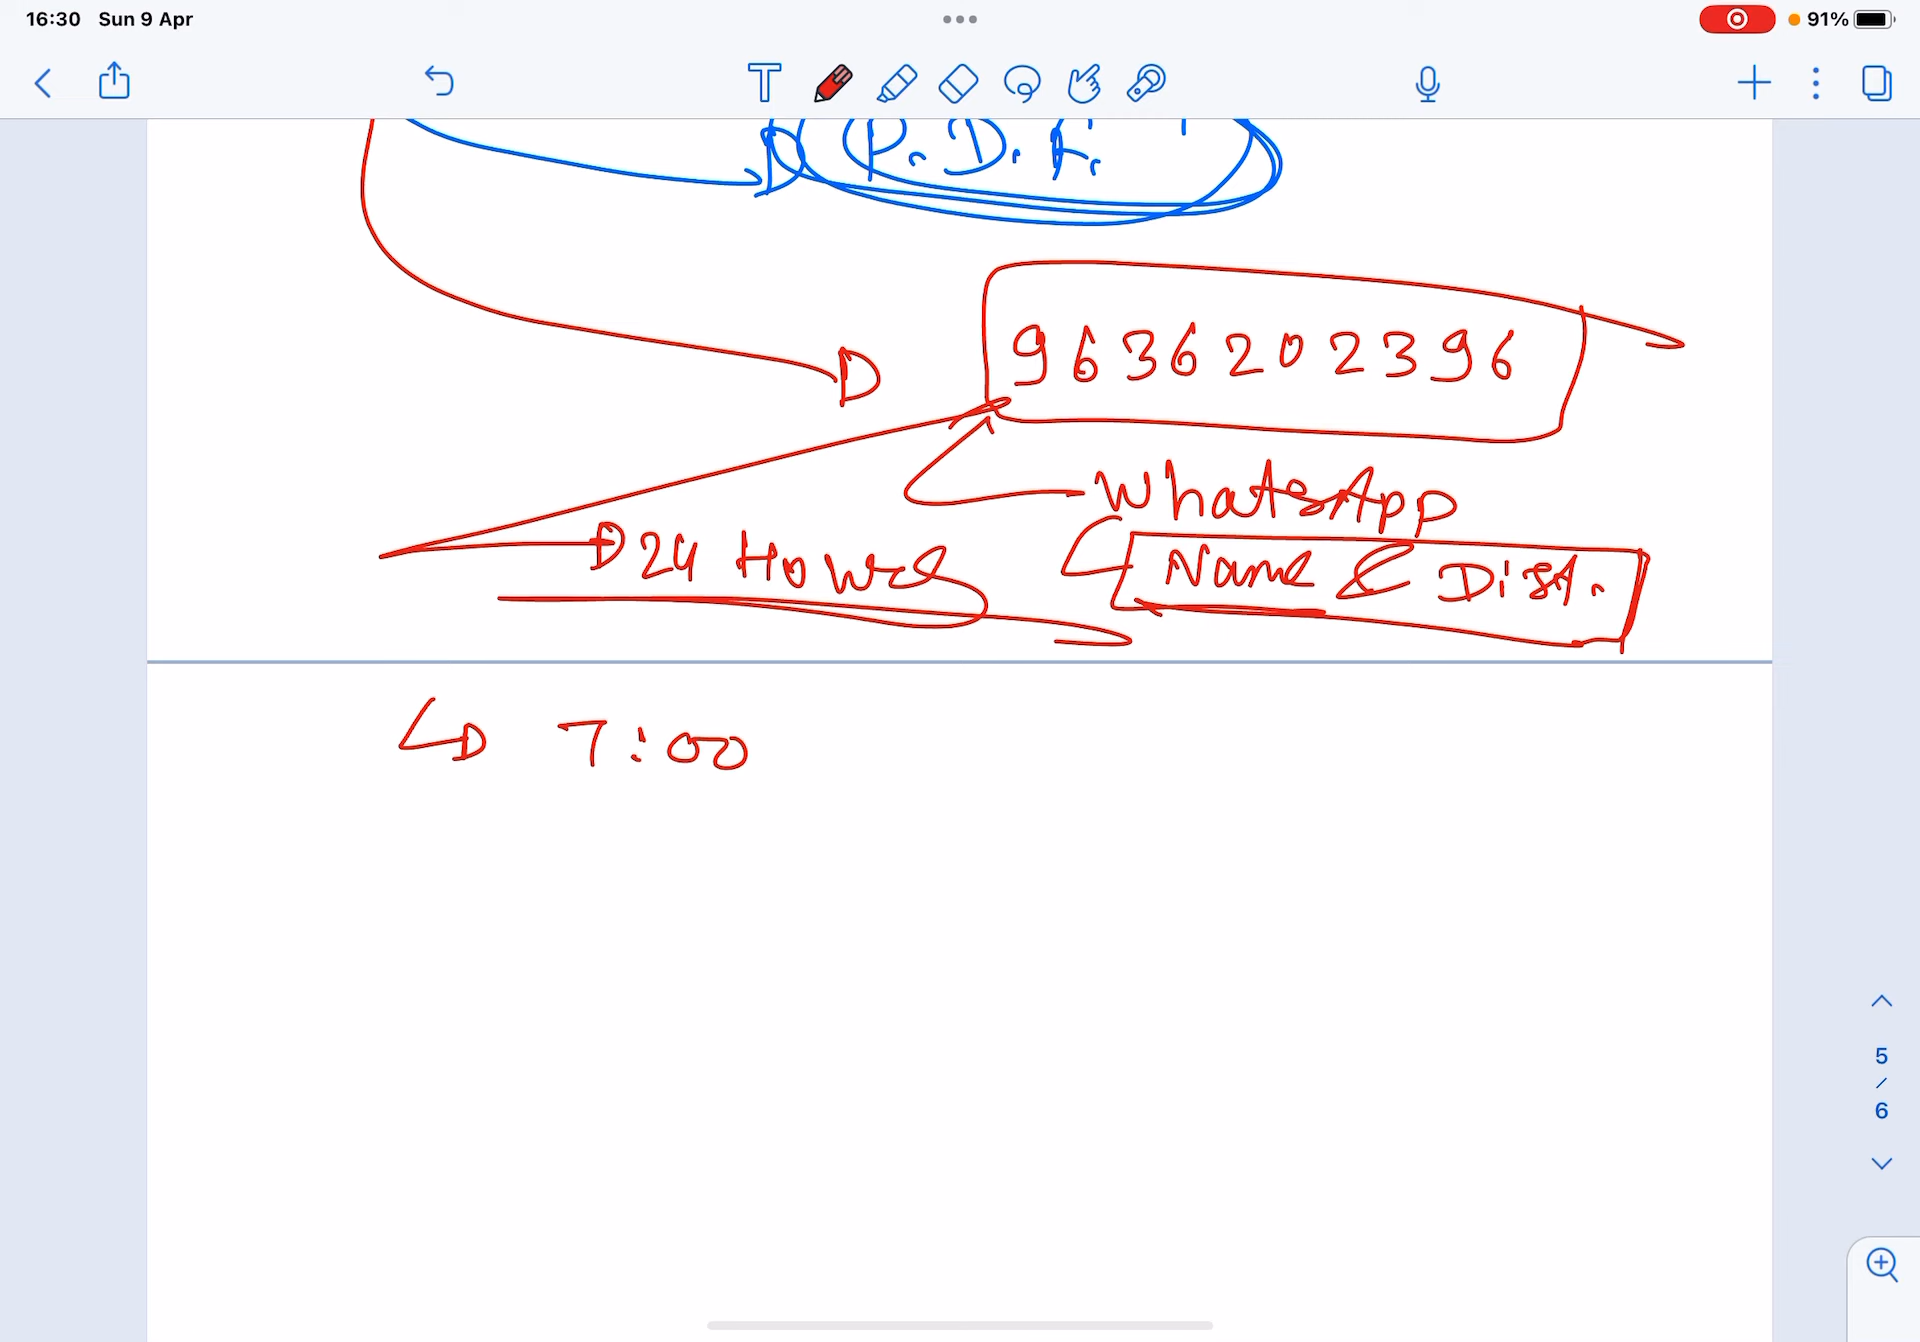 16:30 Sun 9 Apr
91%
P. D. F.
9636202396
WhatsApp
24 Hours
Name & Dist.
7:00
5
/
6